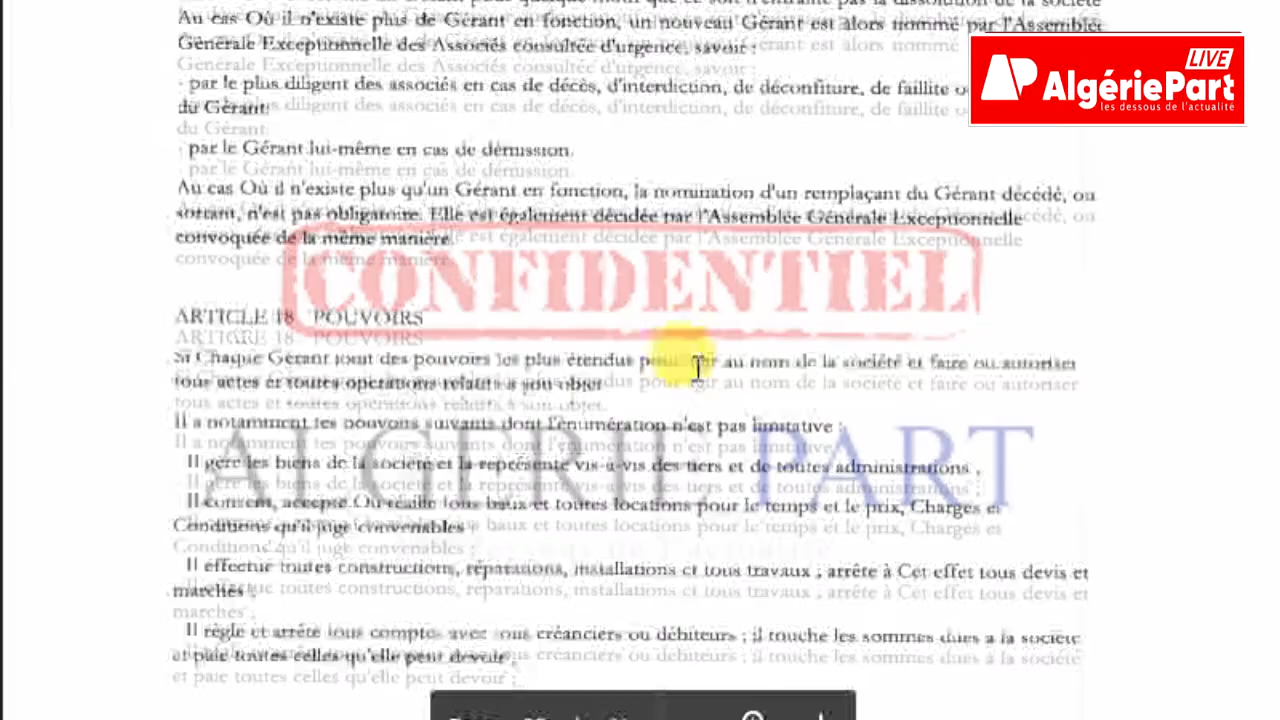 Au cas Où il n'existe plus de Gérant en fonction, un nouveau Gérant est alors nommé par l'Assemblée
Générale Exceptionnelle des Associés consultée d'urgence, savoir :
- par le plus diligent des associés en cas de décès, d'interdiction, de déconfiture, de faillite
du Gérant.
- par le Gérant lui-même en cas de démission.
Au cas Où il n'existe plus qu'un Gérant en fonction, la nomination d'un remplaçant du Gérant décédé, ou
sortant, n'est pas obligatoire. Elle est également décidée par l'Assemblée Générale Exceptionnelle
convoquée de la même manière.
CONFIDENTIEL
ARTICLE 18 POUVOIRS
Si Chaque Gérant jouit des pouvoirs les plus étendus pour agir au nom de la société et faire ou autoriser
tous actes et toutes opérations relatifs à son objet.
Il a notamment les pouvoirs suivants dont l'énumération n'est pas limitative :
ALGERIE PART
Il gère les biens de la société et la représente vis-à-vis des tiers et de toutes administrations ;
Il consent, accepte Ou résilie tous baux et toutes locations pour le temps et le prix, Charges et
Conditions qu'il juge convenables ;
Il effectue toutes constructions, réparations, installations et tous travaux ; arrête à Cet effet tous devis et
marchés ;
Il règle et arrête tous comptes avec tous créanciers ou débiteurs ; il touche les sommes dues à la société
et paie toutes celles qu'elle peut devoir ;
LIVE
AP AlgériePart
les dessous de l'actualité